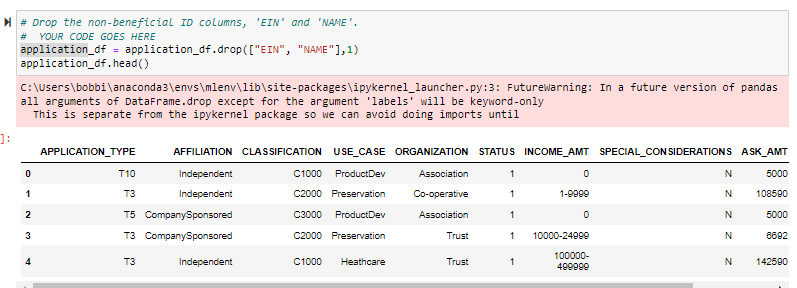 # Drop the non-beneficial ID columns, 'EIN' and 'NAME'.
# YOUR CODE GOES HERE
application_df = application_df.drop(["EIN", "NAME"],1)
application_df.head()
C:\Users\bobbi\anaconda3\envs\mlenv\lib\site-packages\ipykernel_launcher.py:3: FutureWarning: In a future version of pandas
all arguments of DataFrame.drop except for the argument 'labels' will be keyword-only
This is separate from the ipykernel package so we can avoid doing imports until
]:
APPLICATION_TYPE AFFILIATION CLASSIFICATION USE_CASE ORGANIZATION STATUS INCOME_AMT SPECIAL_CONSIDERATIONS ASK_AMT
0 T10 Independent C1000 ProductDev Association 1 0 N 5000
1 T3 Independent C2000 Preservation Co-operative 1 1-9999 N 108590
2 T5 CompanySponsored C3000 ProductDev Association 1 0 N 5000
3 T3 CompanySponsored C2000 Preservation Trust 1 10000-24999 N 6692
4 T3 Independent C1000 Heathcare Trust 1 100000-
499999 N 142590